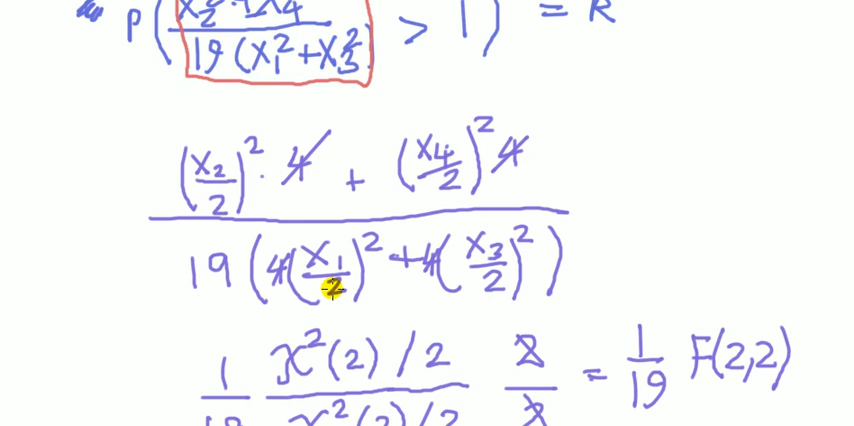 P( X₂² + X₄ / 19 (X₁² + X₃²) > 1 ) = k
(X₂/2)² · 4 + (X₄/2)² 4
19 ( 4(X₁/2)² + 4(X₃/2)² )
1/19 χ²(2)/2 / χ²(2)/2 2/2 = 1/19 F(2,2)